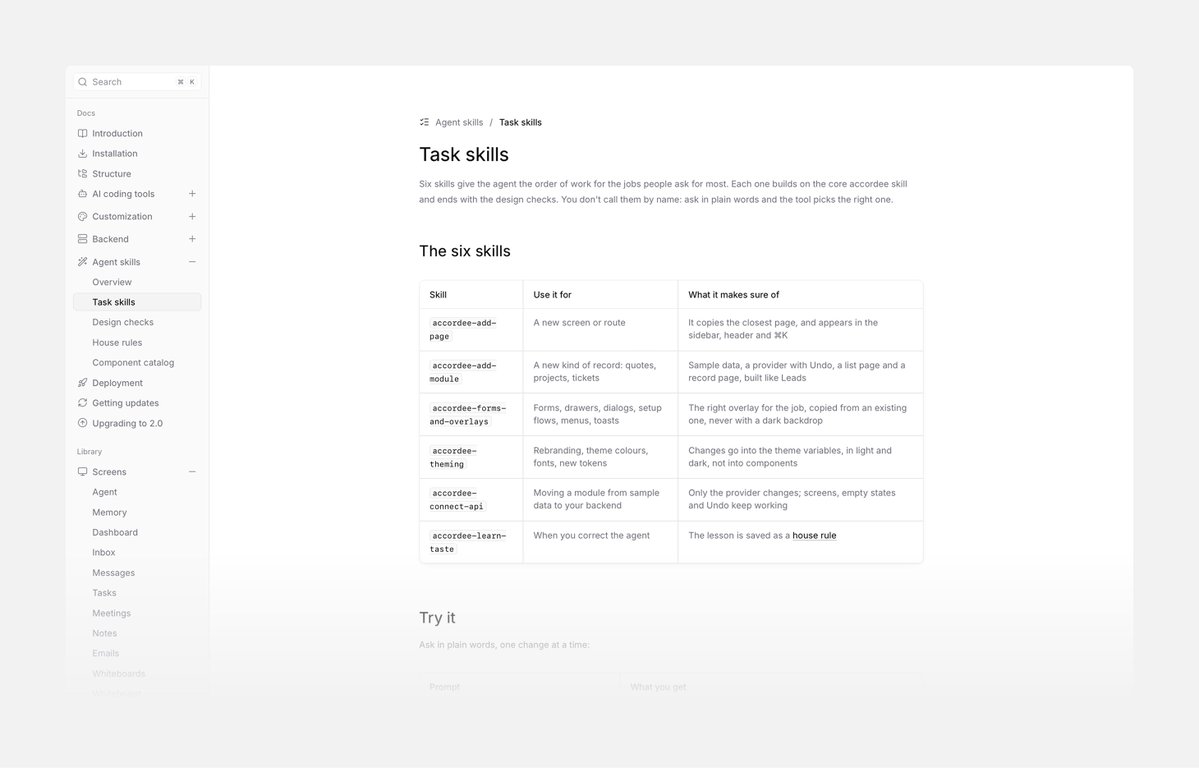 Search ⌘ K
Docs
Introduction
Installation
Structure
AI coding tools +
Customization +
Backend +
Agent skills −
Overview
Task skills
Design checks
House rules
Component catalog
Deployment
Getting updates
Upgrading to 2.0
Library
Screens −
Agent
Memory
Dashboard
Inbox
Messages
Tasks
Meetings
Notes
Emails
Whiteboards
Agent skills / Task skills
Task skills
Six skills give the agent the order of work for the jobs people ask for most. Each one builds on the core accordee skill
and ends with the design checks. You don't call them by name: ask in plain words and the tool picks the right one.
The six skills
Skill Use it for What it makes sure of
accordee-add-
page
A new screen or route
It copies the closest page, and appears in the
sidebar, header and ⌘K
accordee-add-
module
A new kind of record: quotes,
projects, tickets
Sample data, a provider with Undo, a list page and a
record page, built like Leads
accordee-forms-
and-overlays
Forms, drawers, dialogs, setup
flows, menus, toasts
The right overlay for the job, copied from an existing
one, never with a dark backdrop
accordee-
theming
Rebranding, theme colours,
fonts, new tokens
Changes go into the theme variables, in light and
dark, not into components
accordee-
connect-api
Moving a module from sample
data to your backend
Only the provider changes; screens, empty states
and Undo keep working
accordee-learn-
taste
When you correct the agent
The lesson is saved as a house rule
Try it
Ask in plain words, one change at a time:
Prompt What you get